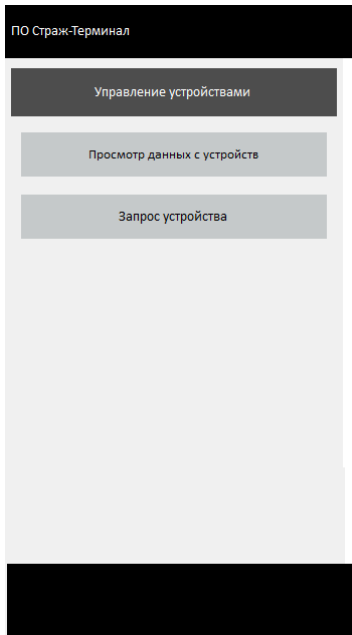 ПО Страж-Терминал
Управление устройствами
Просмотр данных с устройств
Запрос устройства